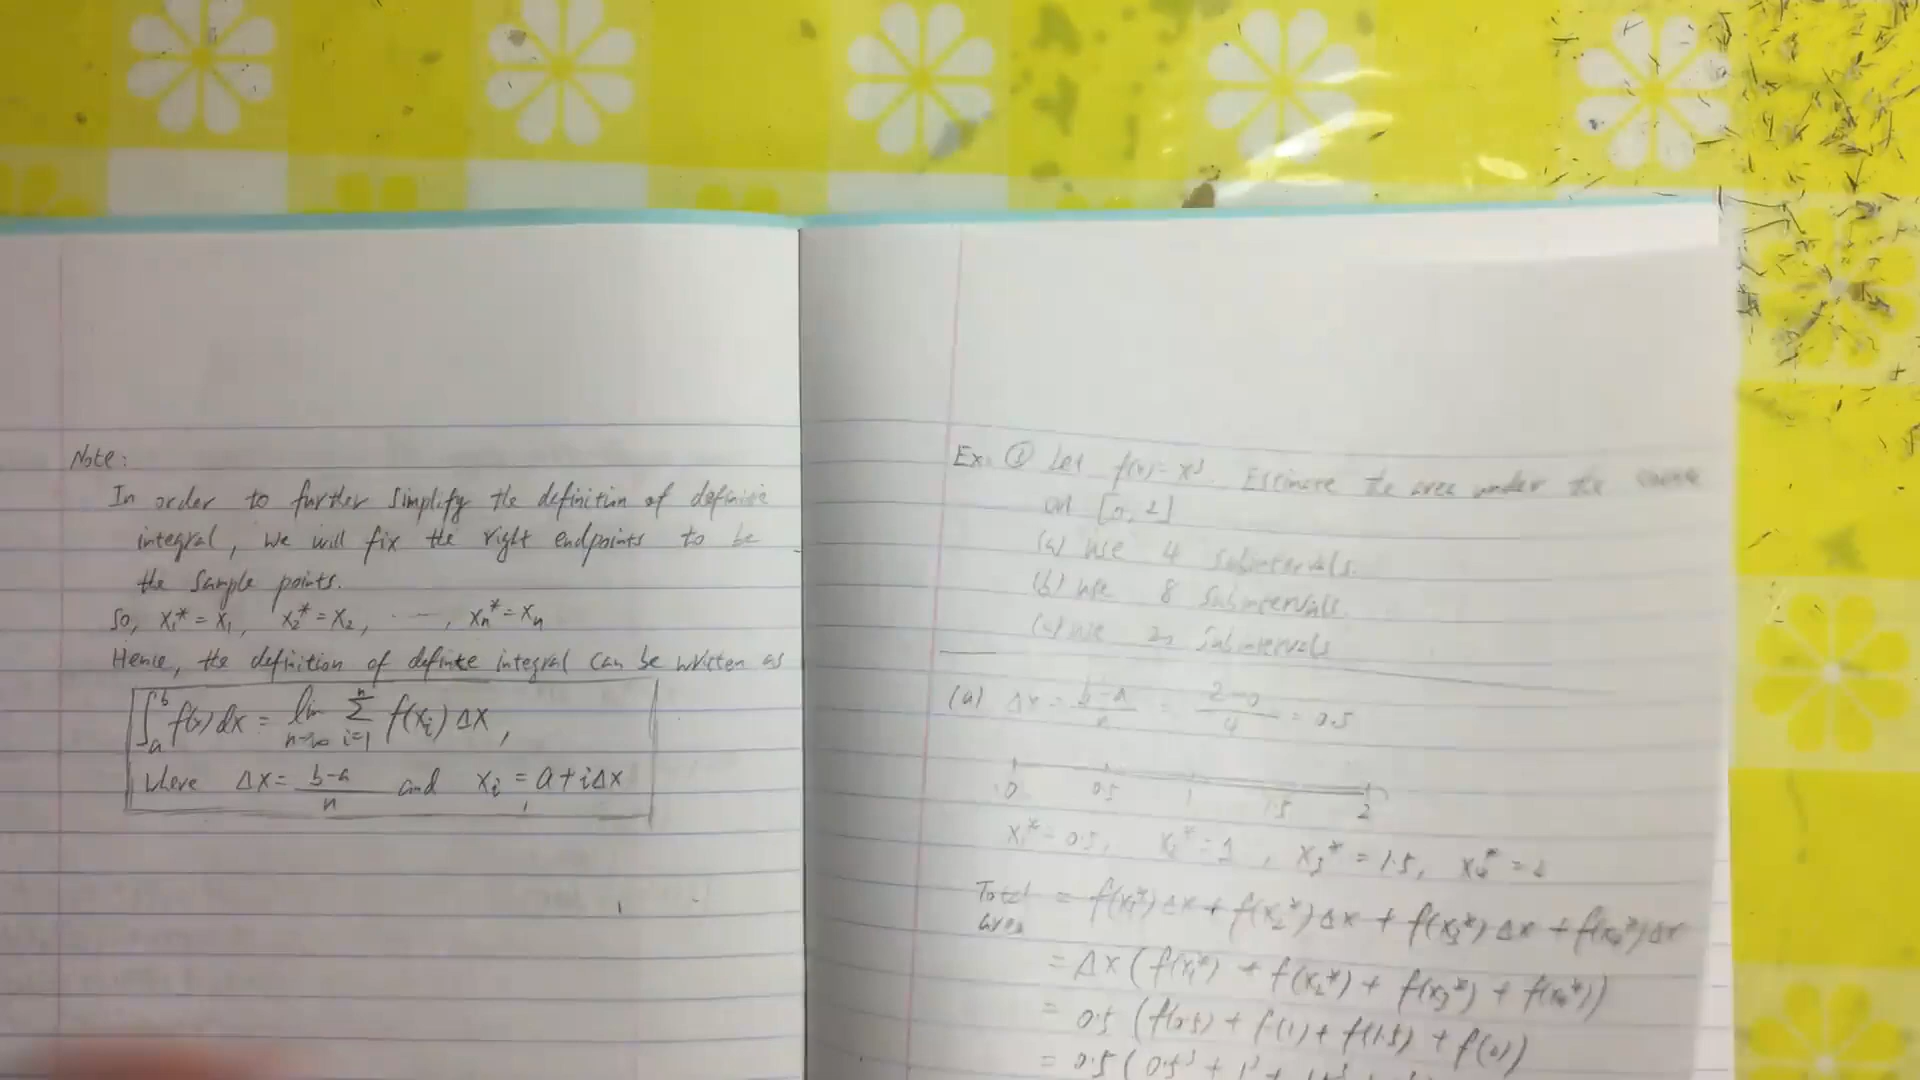 Note:
In order to further simplify the definition of definite
integral, we will fix the right endpoints to be
the sample points.
So, x₁* = x₁, x₂* = x₂, . —, xₙ* = xₙ
Hence, the definition of definite integral can be written as
∫ₐᵇ f(x) dx = lim n→∞ Σ i=1 n f(xᵢ) Δx,
where Δx = (b-a)/n and xᵢ = a + iΔx
Ex. ① Let f(x) = x³. Estimate the area under the curve
on [0, 2]
(a) use 4 subintervals.
(b) use 8 subintervals.
(c) use subintervals
(a) Δx = (b-a)/n = (2-0)/4 = 0.5
0 0.5 1 1.5 2
x₁* = 0.5, x₂* = 1, x₃* = 1.5, x₄* = 2
Total area = f(x₁*) Δx + f(x₂*) Δx + f(x₃*) Δx + f(x₄*) Δx
= Δx (f(x₁*) + f(x₂*) + f(x₃*) + f(x₄*))
= 0.5 (f(0.5) + f(1) + f(1.5) + f(2))
= 0.5 (0.5³ + 1³ +